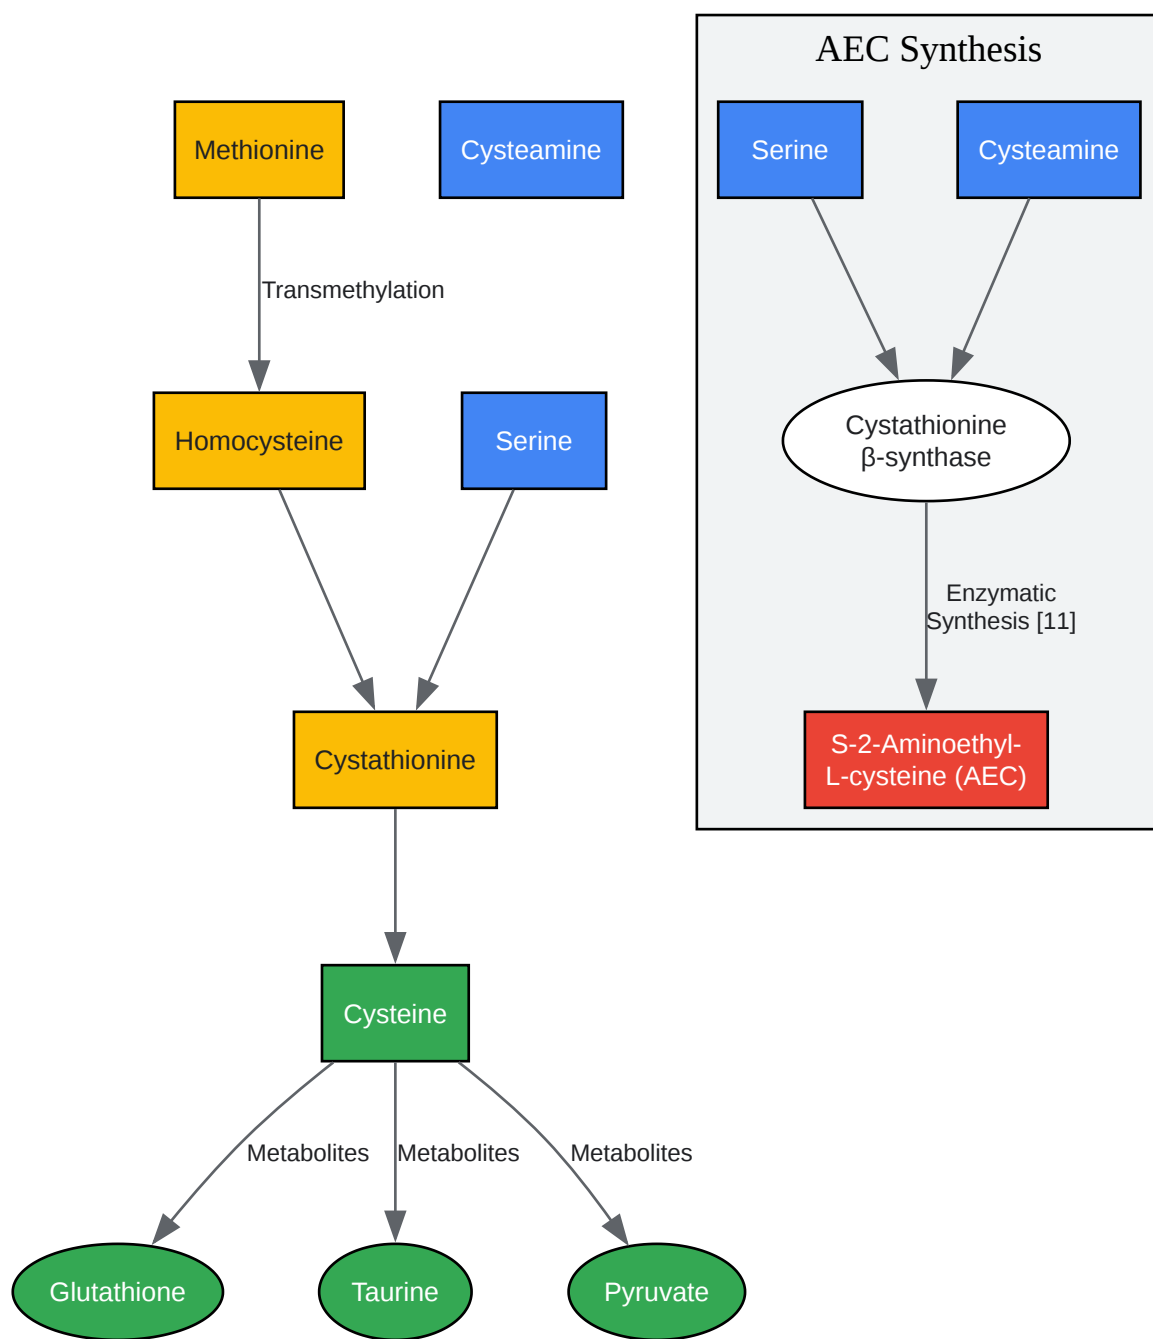 AEC Synthesis
Methionine
Cysteamine
Serine
Cysteamine
Transmethylation
Homocysteine
Serine
Cystathionine
β-synthase
Enzymatic
Synthesis [11]
Cystathionine
S-2-Aminoethyl-
L-cysteine (AEC)
Cysteine
Metabolites
Metabolites
Metabolites
Glutathione
Taurine
Pyruvate